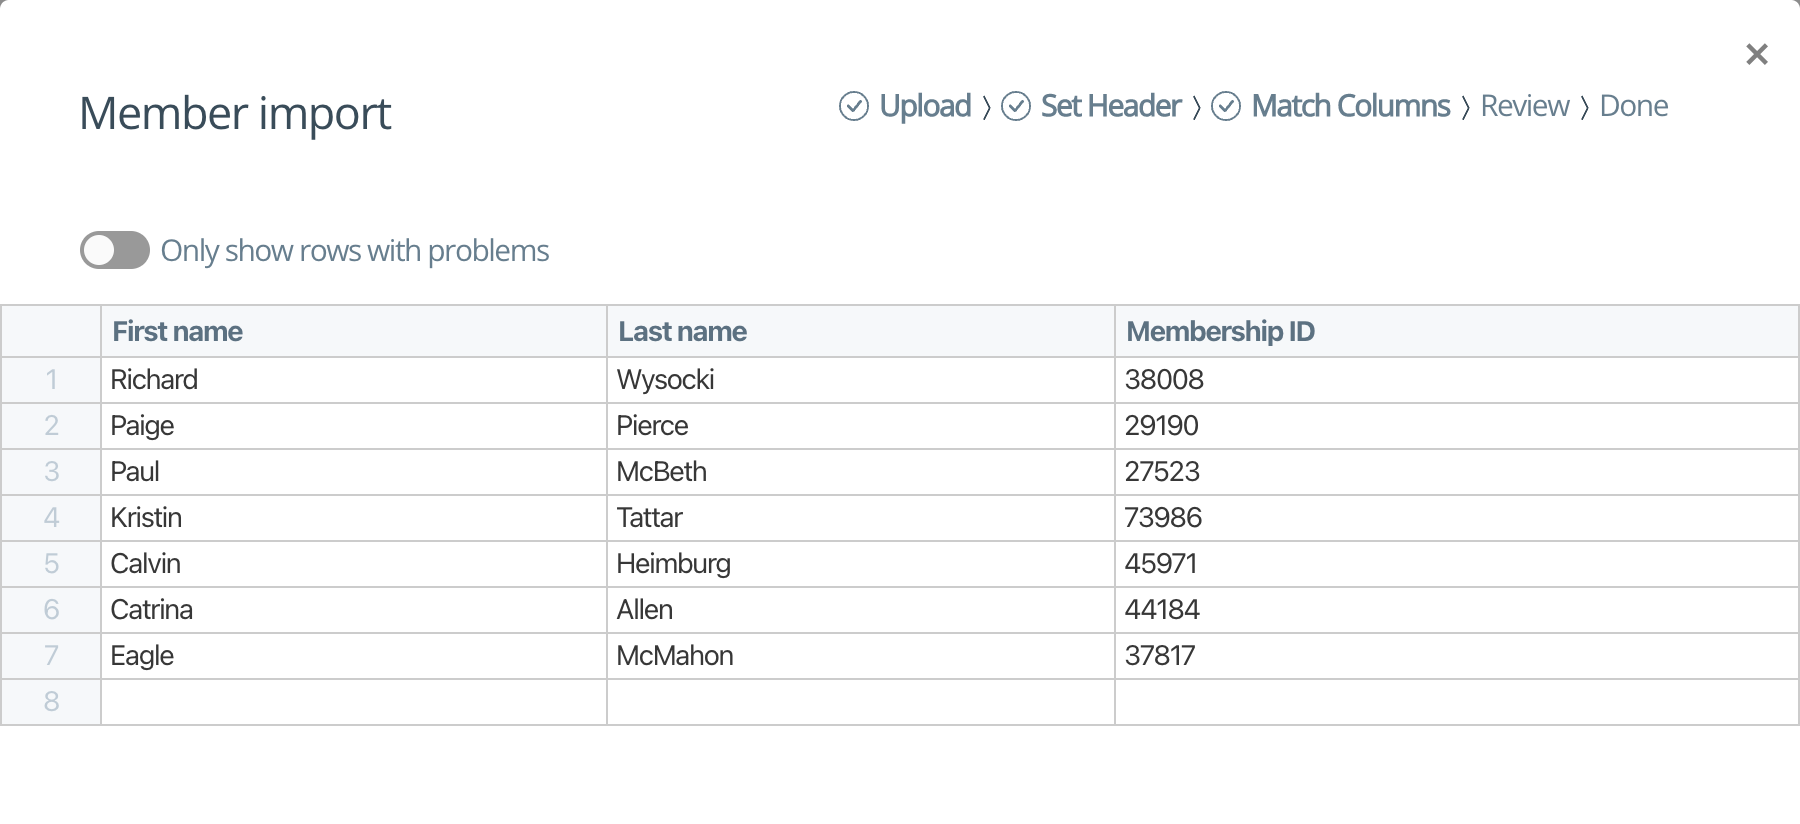 Member import
Upload 〉 Set Header 〉 Match Columns 〉 Review 〉 Done
Only show rows with problems
First name Last name Membership ID
1 Richard Wysocki 38008
2 Paige Pierce 29190
3 Paul McBeth 27523
4 Kristin Tattar 73986
5 Calvin Heimburg 45971
6 Catrina Allen 44184
7 Eagle McMahon 37817
8